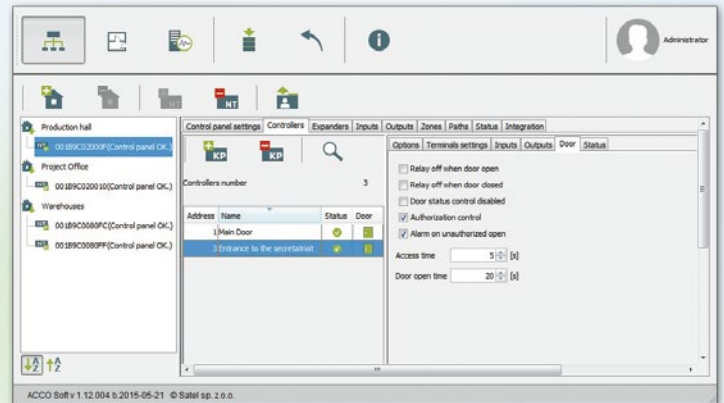 Administrator
NT
NT
Production hall
001B9C02000F(Control panel OK.)
Project Office
001B9C020010(Control panel OK.)
Warehouses
001B9C0080FC(Control panel OK.)
001B9C0080FF(Control panel OK.)
Control panel settings Controllers Expanders Inputs Outputs Zones Paths Status Integration
KP KP
Controllers number 3
Address Name Status Door
1 Main Door
3 Entrance to the secretatriat
Options Terminals settings Inputs Outputs Door Status
Relay off when door open
Relay off when door closed
Door status control disabled
Authorization control
Alarm on unauthorized open
Access time 5 [s]
Door open time 20 [s]
ACCO Soft v 1.12.004 b.2015-05-21 © Satel sp. z o.o.